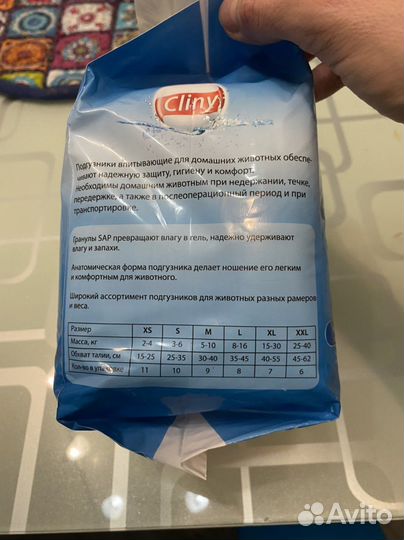 Cliny
Подгузники впитывающие для домашних животных обеспе-
чивают надежную защиту, гигиену и комфорт.
Необходимы домашним животным при недержании, течке,
передержке, а также в послеоперационный период и при
транспортировке.
Гранулы SAP превращают влагу в гель, надежно удерживают
влагу и запахи.
Анатомическая форма подгузника делает ношение его легким
и комфортным для животного.
Широкий ассортимент подгузников для животных разных рамеров
и веса.
Размер XS S M L XL XXL
Масса, кг 2-4 3-6 5-10 8-16 15-30 25-40
Обхват талии, см 15-25 25-35 30-40 35-45 40-55 45-62
Кол-во в упаковке 11 10 9 8 7 6
Avito